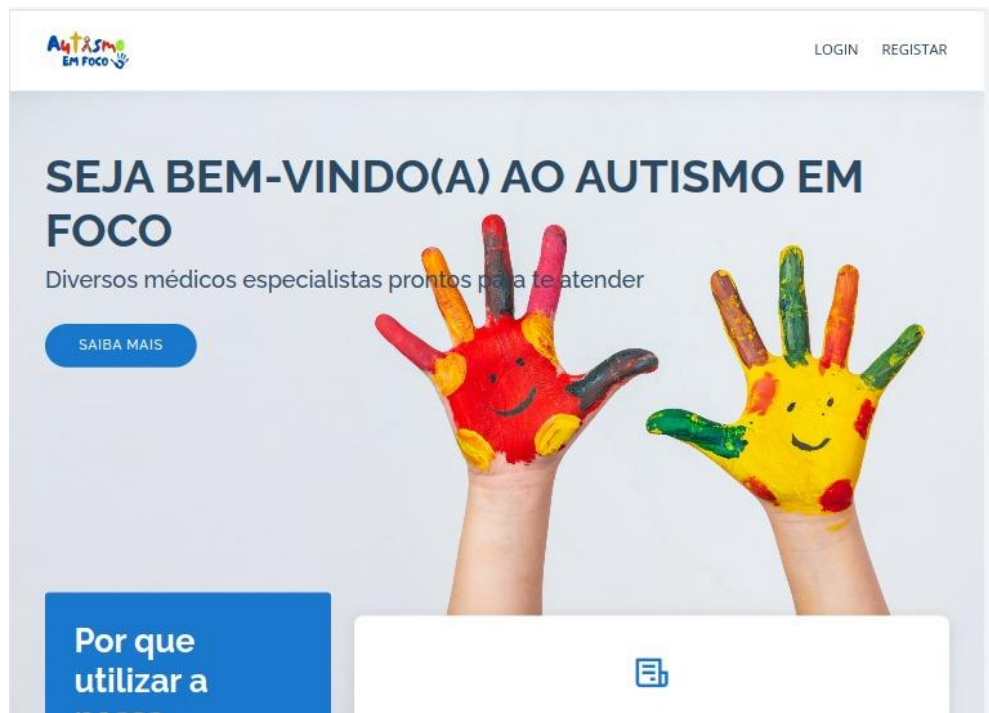 Autismo
EM FOCO
LOGIN REGISTAR
SEJA BEM-VINDO(A) AO AUTISMO EM
FOCO
Diversos médicos especialistas prontos para te atender
SAIBA MAIS
Por que
utilizar a